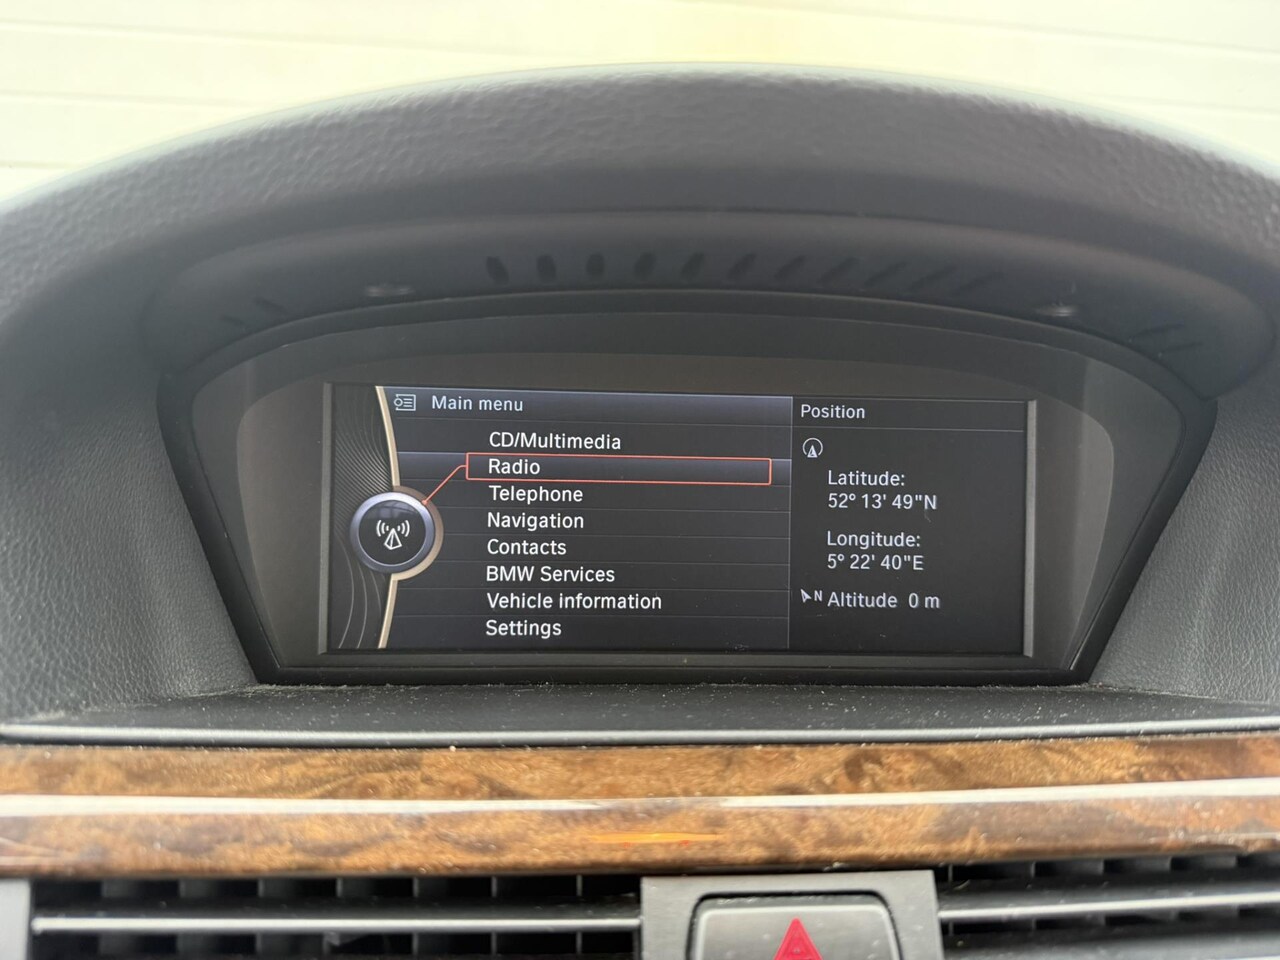 Main menu
CD/Multimedia
Radio
Telephone
Navigation
Contacts
BMW Services
Vehicle information
Settings
Position
Latitude:
52° 13' 49"N
Longitude:
5° 22' 40"E
N Altitude 0 m